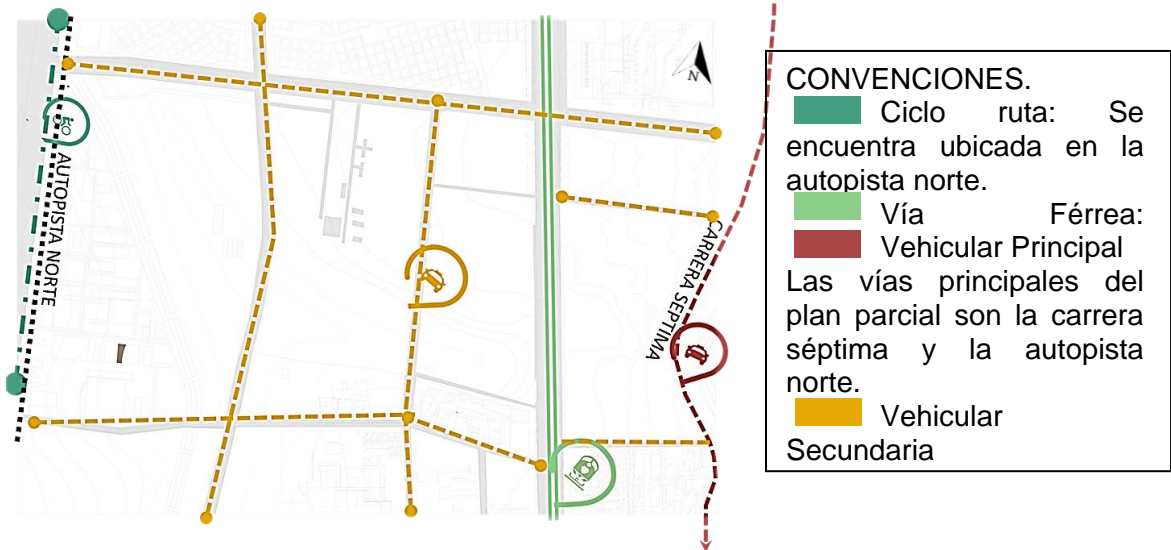 N
AUTOPISTA NORTE
CARRERA SEPTIMA
CONVENCIONES.
Ciclo ruta: Se
encuentra ubicada en la
autopista norte.
Vía Férrea:
Vehicular Principal
Las vías principales del
plan parcial son la carrera
séptima y la autopista
norte.
Vehicular
Secundaria